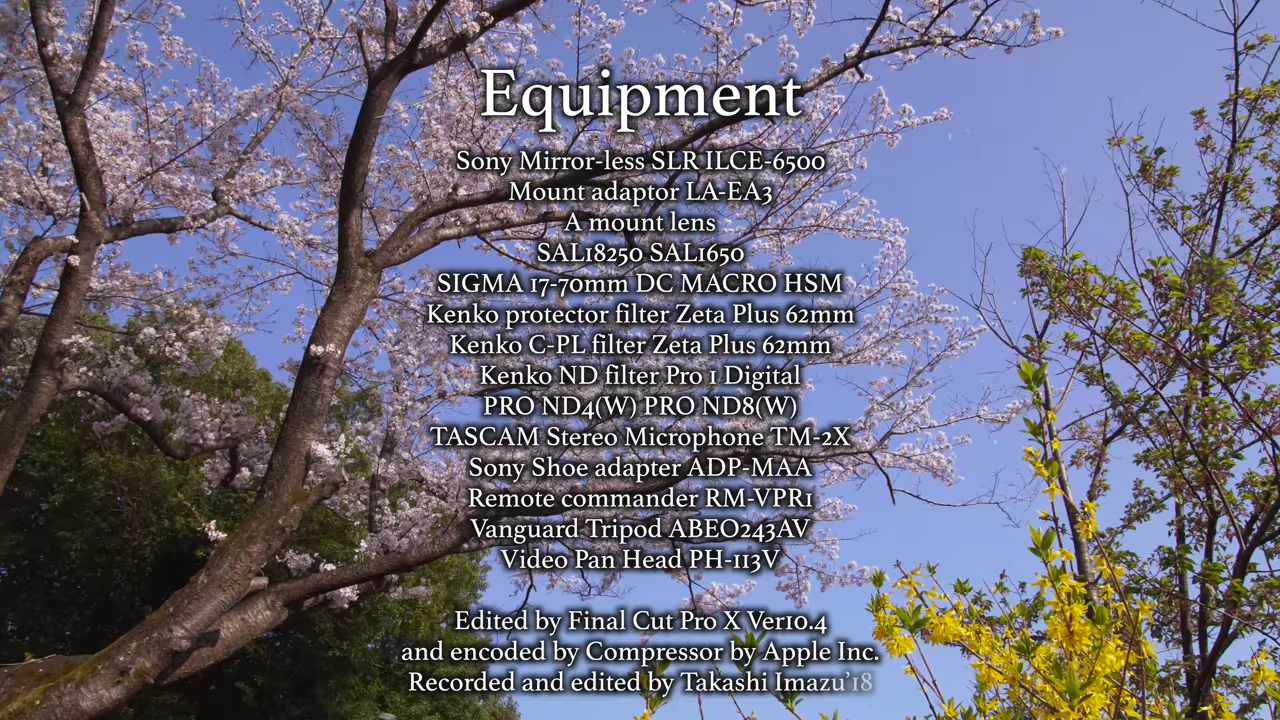 Equipment
Sony Mirror-less SLR ILCE-6500
Mount adaptor LA-EA3
A mount lens
SAL18250 SAL1650
SIGMA 17-70mm DC MACRO HSM
Kenko protector filter Zeta Plus 62mm
Kenko C-PL filter Zeta Plus 62mm
Kenko ND filter Pro 1 Digital
PRO ND4(W) PRO ND8(W)
TASCAM Stereo Microphone TM-2X
Sony Shoe adapter ADP-MAA
Remote commander RM-VPR1
Vanguard Tripod ABEO243AV
Video Pan Head PH-113V
Edited by Final Cut Pro X Ver10.4
and encoded by Compressor by Apple Inc.
Recorded and edited by Takashi Imazu'18